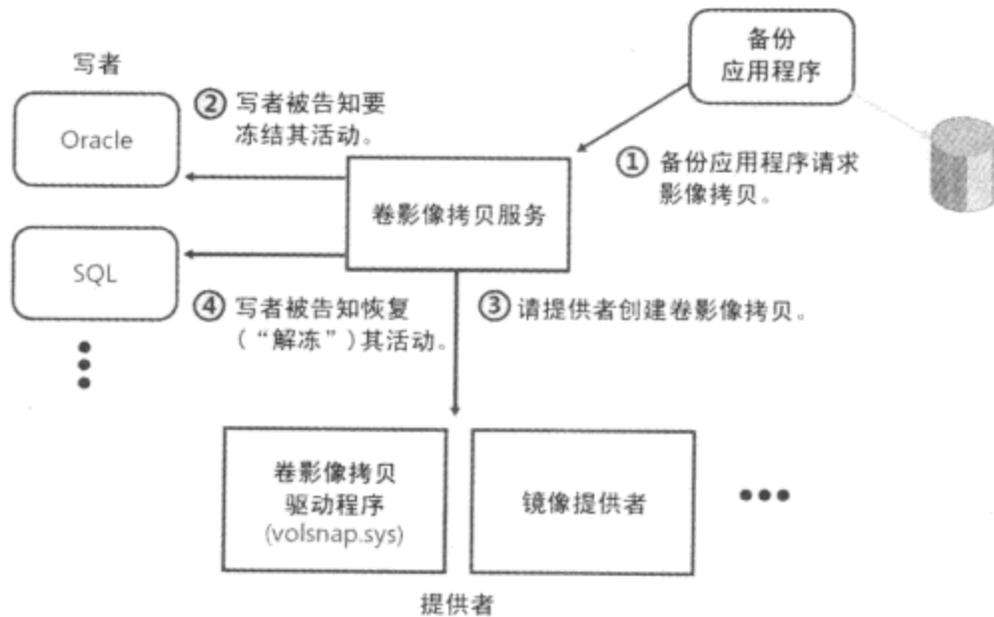 备份
应用程序
写者
② 写者被告知要
冻结其活动。
Oracle
① 备份应用程序请求
影像拷贝。
卷影像拷贝服务
SQL
④ 写者被告知恢复
(“解冻”)其活动。
③ 请提供者创建卷影像拷贝。
卷影像拷贝
驱动程序
(volsnap.sys)
镜像提供者
提供者